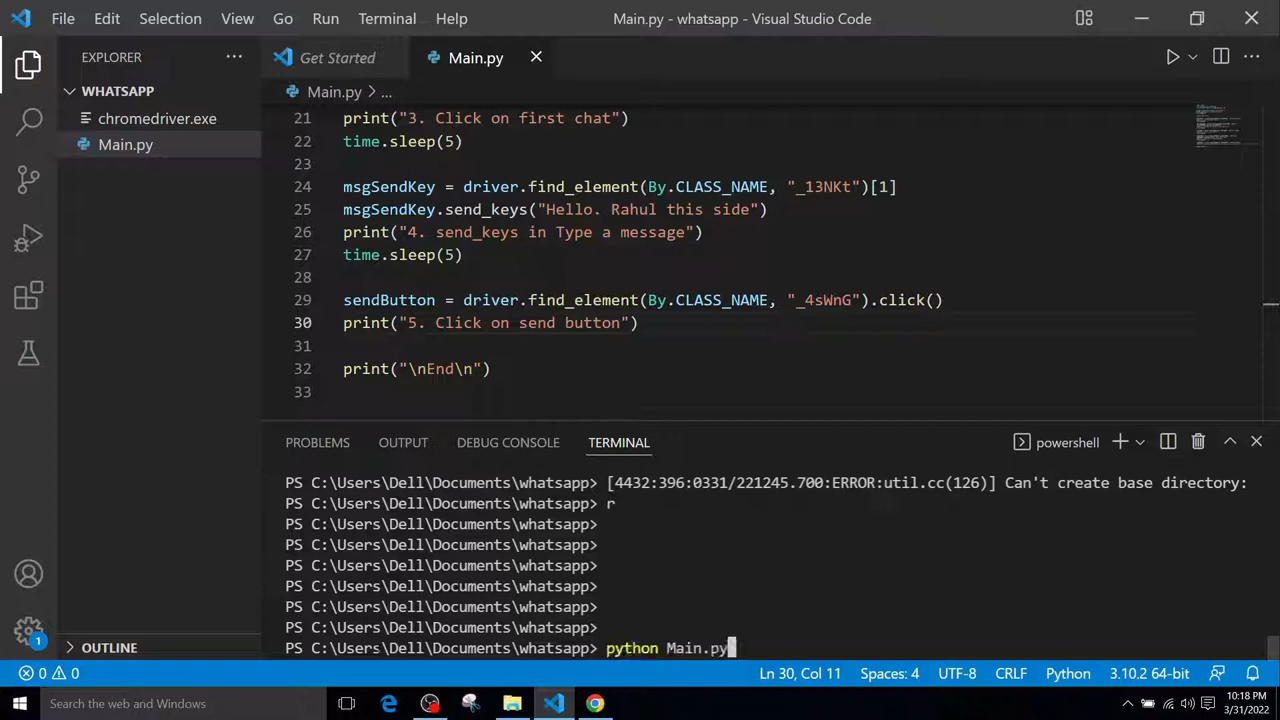 File Edit Selection View Go Run Terminal Help Main.py - whatsapp - Visual Studio Code
EXPLORER
Get Started
Main.py
WHATSAPP
Main.py > ...
chromedriver.exe
Main.py
21 print("3. Click on first chat")
22 time.sleep(5)
23
24 msgSendKey = driver.find_element(By.CLASS_NAME, "_13NKt")[1]
25 msgSendKey.send_keys("Hello. Rahul this side")
26 print("4. send_keys in Type a message")
27 time.sleep(5)
28
29 sendButton = driver.find_element(By.CLASS_NAME, "_4sWnG").click()
30 print("5. Click on send button")
31
32 print("\nEnd\n")
33
PROBLEMS OUTPUT DEBUG CONSOLE TERMINAL powershell
PS C:\Users\Dell\Documents\whatsapp> [4432:396:0331/221245.700:ERROR:util.cc(126)] Can't create base directory:
PS C:\Users\Dell\Documents\whatsapp> r
PS C:\Users\Dell\Documents\whatsapp>
PS C:\Users\Dell\Documents\whatsapp>
PS C:\Users\Dell\Documents\whatsapp>
PS C:\Users\Dell\Documents\whatsapp>
PS C:\Users\Dell\Documents\whatsapp>
PS C:\Users\Dell\Documents\whatsapp>
PS C:\Users\Dell\Documents\whatsapp> python Main.py
OUTLINE
1
0 0 Ln 30, Col 11 Spaces: 4 UTF-8 CRLF Python 3.10.2 64-bit
Search the web and Windows
10:18 PM
3/31/2022